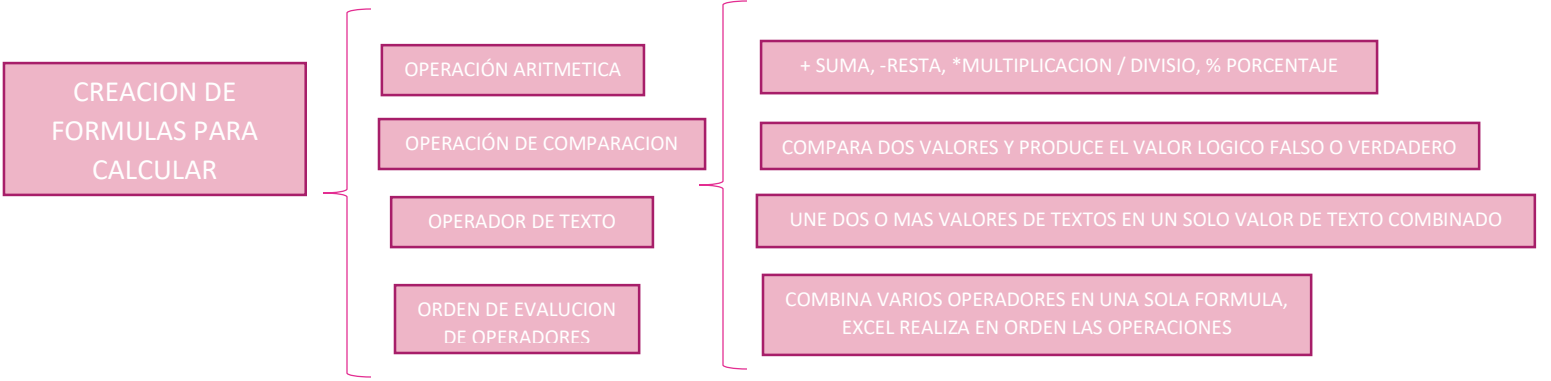 CREACION DE
FORMULAS PARA
CALCULAR
OPERACIÓN ARITMETICA
+ SUMA, -RESTA, *MULTIPLICACION / DIVISIO, % PORCENTAJE
OPERACIÓN DE COMPARACION
COMPARA DOS VALORES Y PRODUCE EL VALOR LOGICO FALSO O VERDADERO
OPERADOR DE TEXTO
UNE DOS O MAS VALORES DE TEXTOS EN UN SOLO VALOR DE TEXTO COMBINADO
ORDEN DE EVALUCION
DE OPERADORES
COMBINA VARIOS OPERADORES EN UNA SOLA FORMULA,
EXCEL REALIZA EN ORDEN LAS OPERACIONES